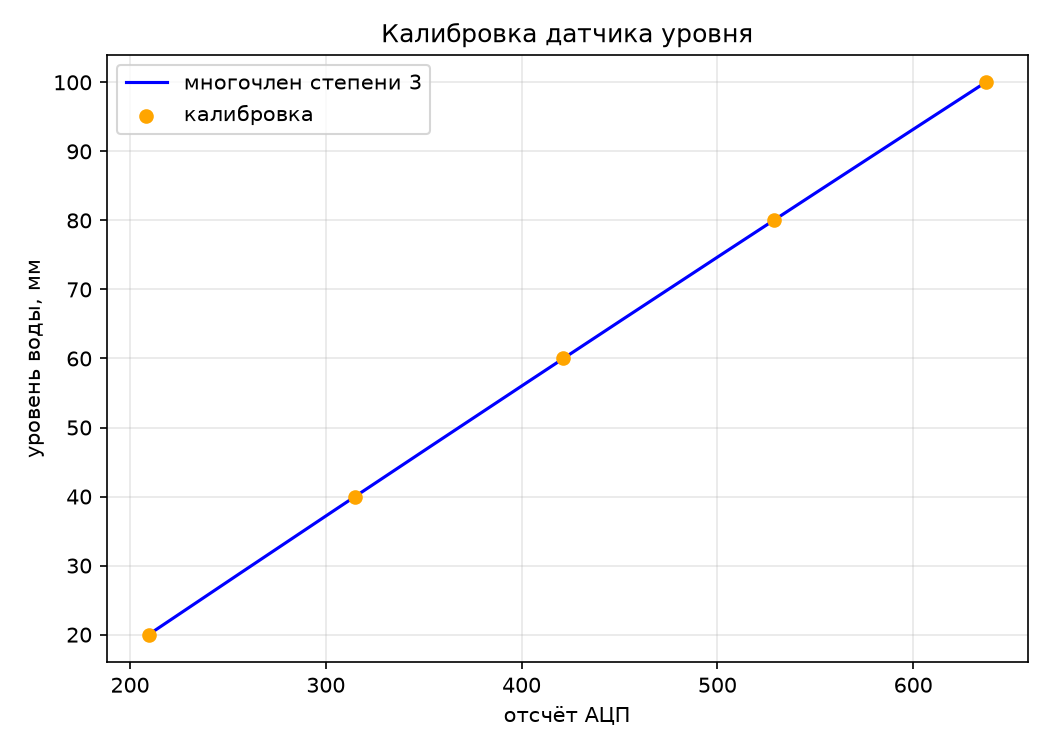 Калибровка датчика уровня
многочлен степени 3
калибровка
100
90
80
70
60
50
40
30
20
уровень воды, мм
200 300 400 500 600
отсчёт АЦП